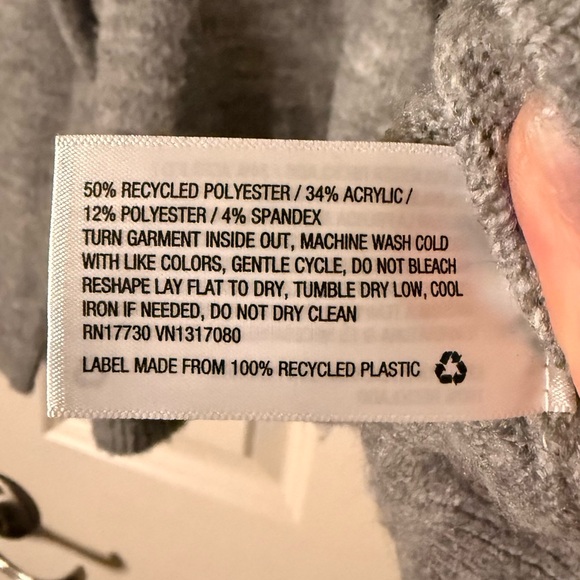 50% RECYCLED POLYESTER / 34% ACRYLIC /
12% POLYESTER / 4% SPANDEX
TURN GARMENT INSIDE OUT, MACHINE WASH COLD
WITH LIKE COLORS, GENTLE CYCLE, DO NOT BLEACH
RESHAPE LAY FLAT TO DRY, TUMBLE DRY LOW, COOL
IRON IF NEEDED, DO NOT DRY CLEAN
RN17730 VN1317080
LABEL MADE FROM 100% RECYCLED PLASTIC